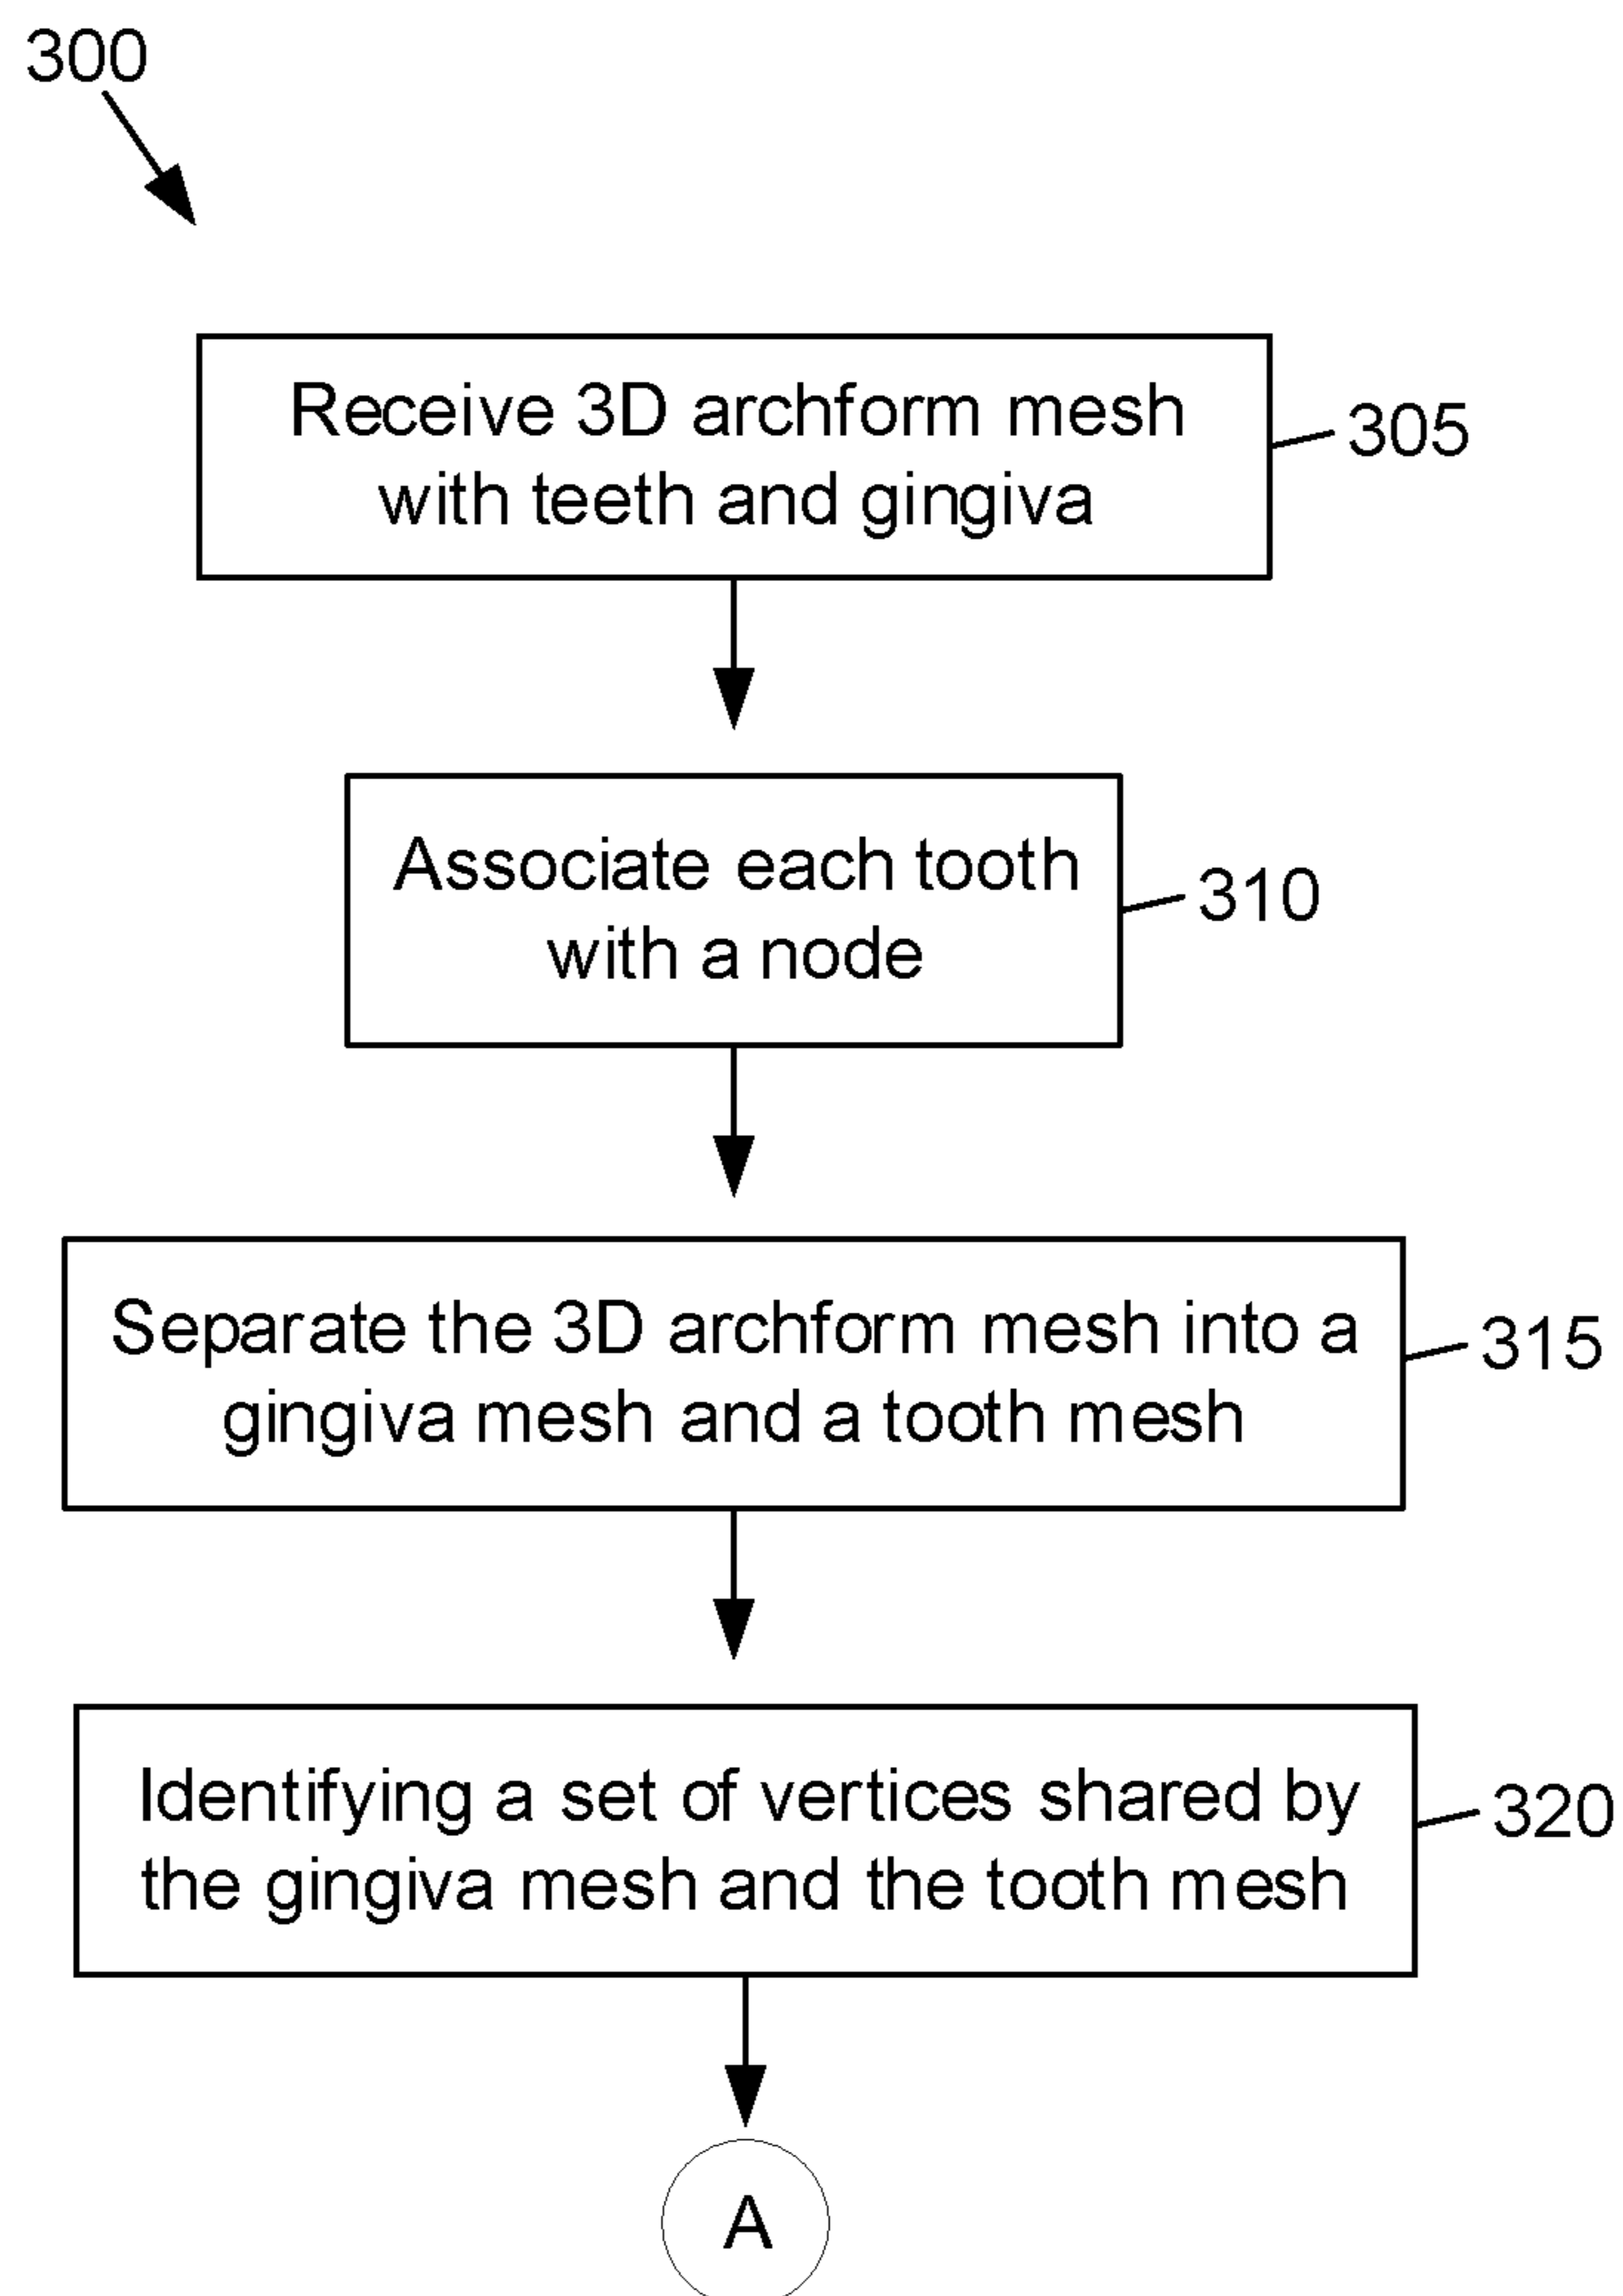 300
Receive 3D archform mesh
with teeth and gingiva
305
Associate each tooth
with a node
310
Separate the 3D archform mesh into a
gingiva mesh and a tooth mesh
315
Identifying a set of vertices shared by
the gingiva mesh and the tooth mesh
320
A